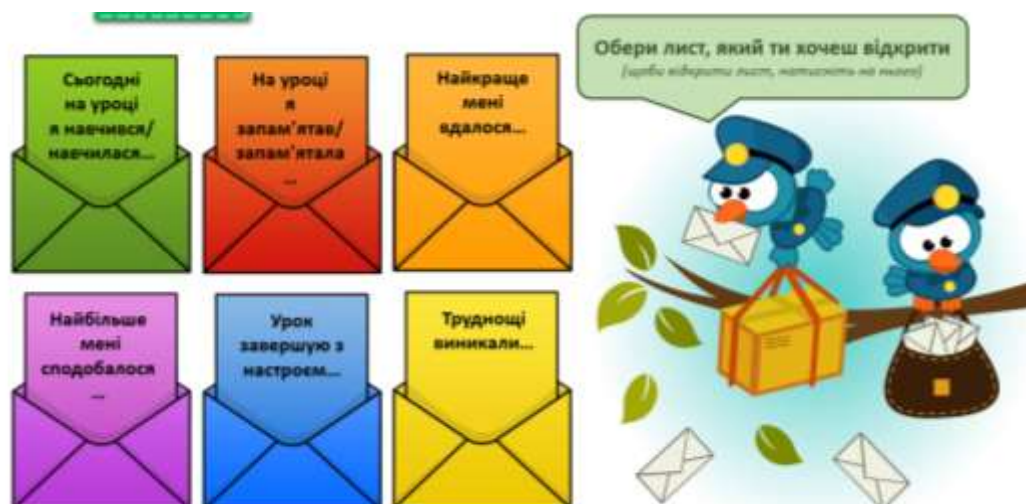 Сьогодні
на уроці
я навчився/
навчилася...
На уроці
я
запам'ятав/
запам'ятала
...
Найкраще
мені
вдалося...
Обери лист, який ти хочеш відкрити
(щоби відкрити лист, натисніть на нього)
Найбільше
мені
сподобалося
...
Урок
завершую з
настроєм...
Труднощі
виникали...